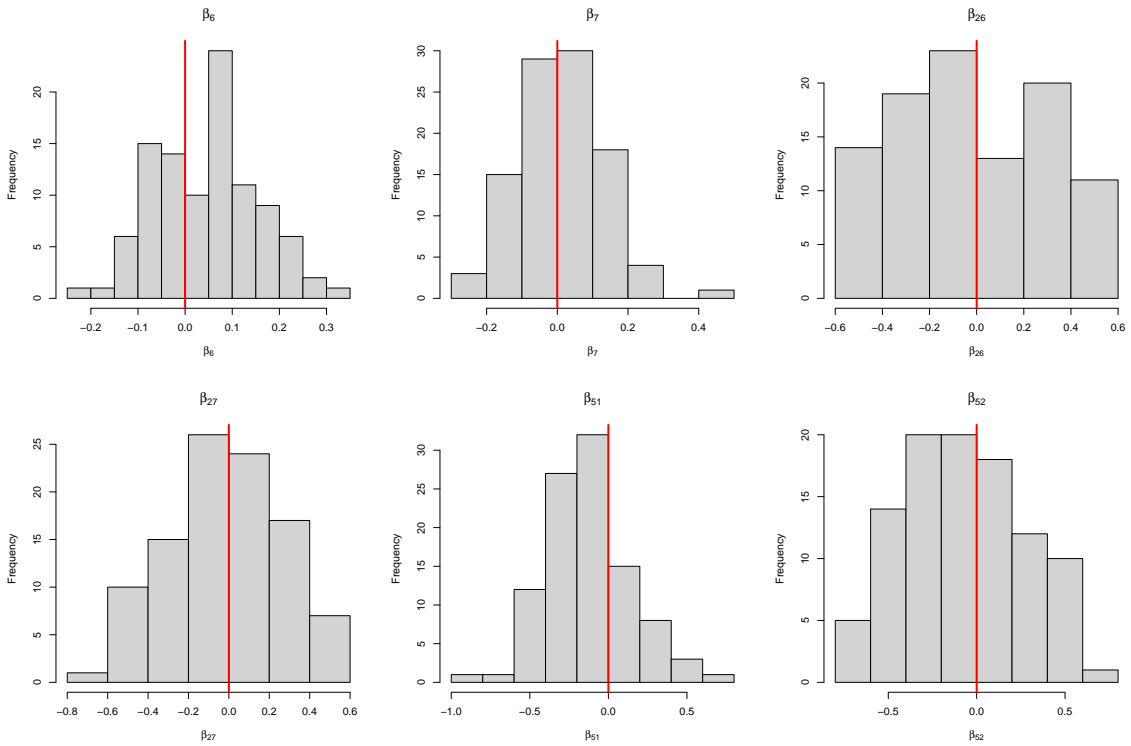 β₆
Frequency
0 5 10 15 20
−0.2 −0.1 0.0 0.1 0.2 0.3
β₆
β₇
Frequency
0 5 10 15 20 25 30
−0.2 0.0 0.2 0.4
β₇
β₂₆
Frequency
0 5 10 15 20
−0.6 −0.4 −0.2 0.0 0.2 0.4 0.6
β₂₆
β₂₇
Frequency
0 5 10 15 20 25
−0.8 −0.6 −0.4 −0.2 0.0 0.2 0.4 0.6
β₂₇
β₅₁
Frequency
0 5 10 15 20 25 30
−1.0 −0.5 0.0 0.5
β₅₁
β₅₂
Frequency
0 5 10 15 20
−0.5 0.0 0.5
β₅₂